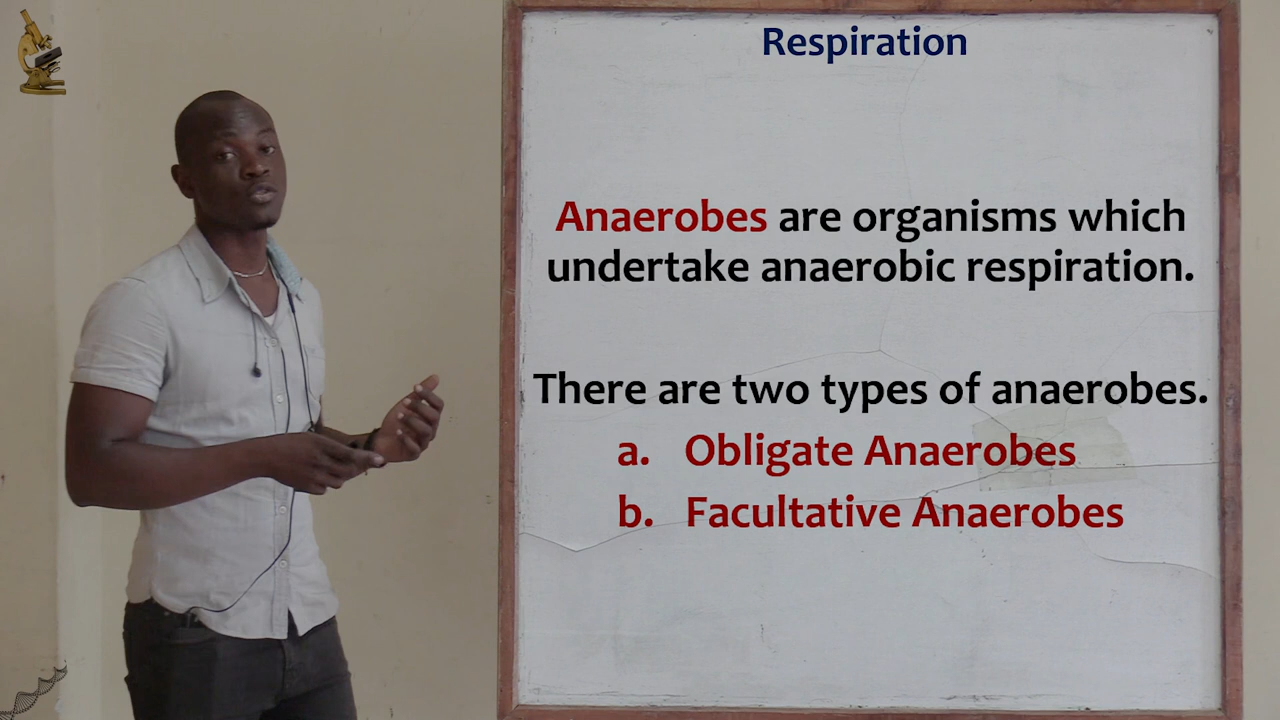 Respiration
Anaerobes are organisms which
undertake anaerobic respiration.
There are two types of anaerobes.
a. Obligate Anaerobes
b. Facultative Anaerobes